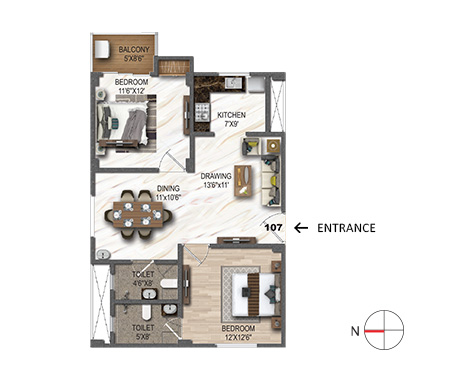 BALCONY
5'X8'6"
BEDROOM
11'6"X12'
KITCHEN
7'X9'
DRAWING
13'6"x11'
DINING
11'x10'6"
107
ENTRANCE
TOILET
4'6"X8'
TOILET
5'X8'
BEDROOM
12'X12'6"
N